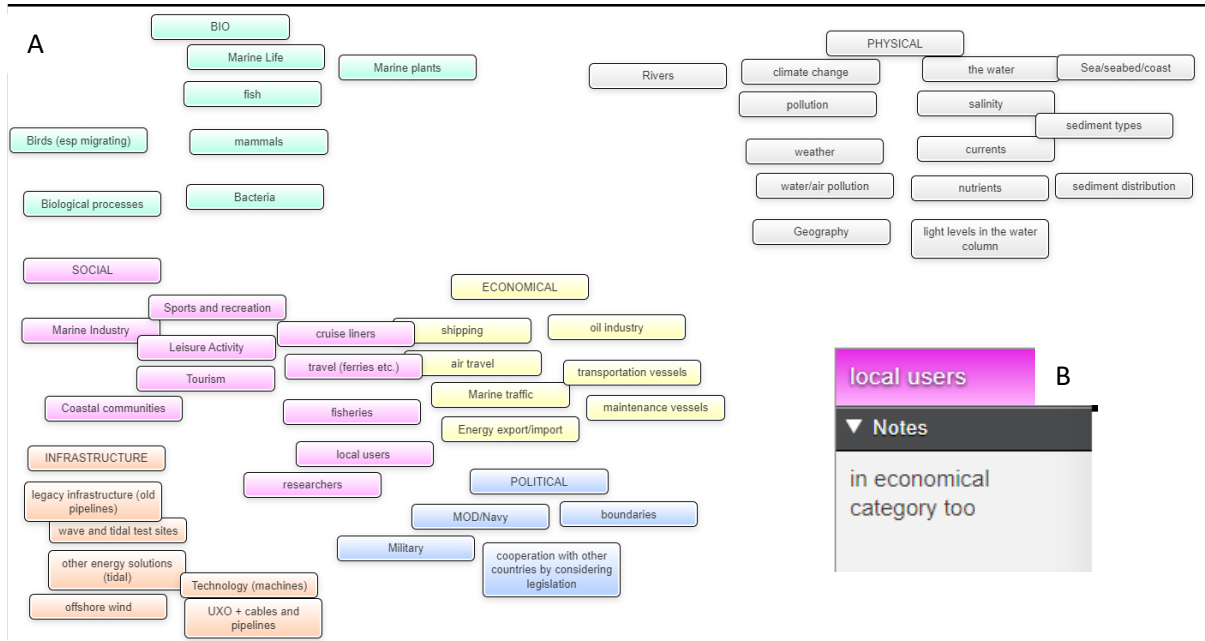 A
BIO
Marine Life
Marine plants
fish
Birds (esp migrating)
mammals
Biological processes
Bacteria
PHYSICAL
Rivers
climate change
the water
Sea/seabed/coast
pollution
salinity
sediment types
weather
currents
water/air pollution
nutrients
sediment distribution
Geography
light levels in the water
column
SOCIAL
Sports and recreation
Marine Industry
cruise liners
Leisure Activity
travel (ferries etc.)
Tourism
Coastal communities
fisheries
local users
researchers
ECONOMICAL
shipping
oil industry
air travel
transportation vessels
Marine traffic
maintenance vessels
Energy export/import
INFRASTRUCTURE
legacy infrastructure (old
pipelines)
wave and tidal test sites
other energy solutions
(tidal)
Technology (machines)
offshore wind
UXO + cables and
pipelines
POLITICAL
MOD/Navy
boundaries
Military
cooperation with other
countries by considering
legislation
B
local users
Notes
in economical
category too